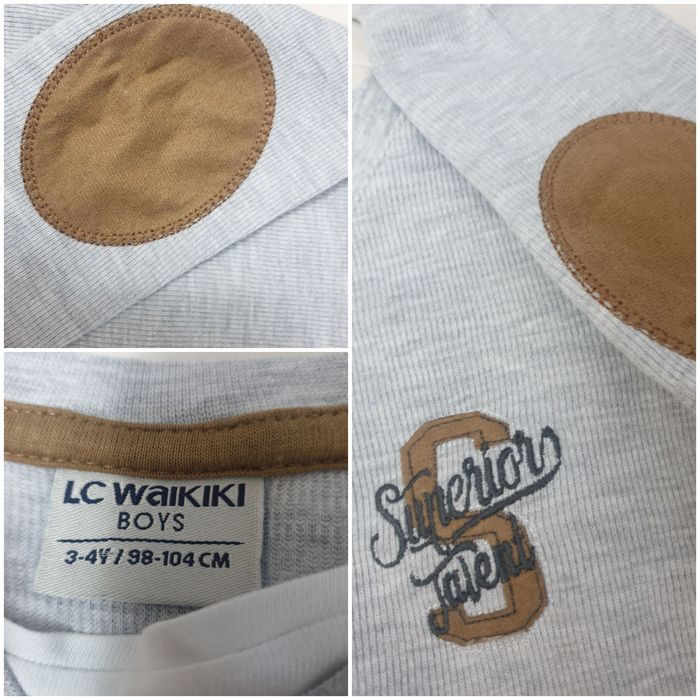 LC WAIKIKI
BOYS
3-4Y / 98-104 CM
S
Superior
Talent